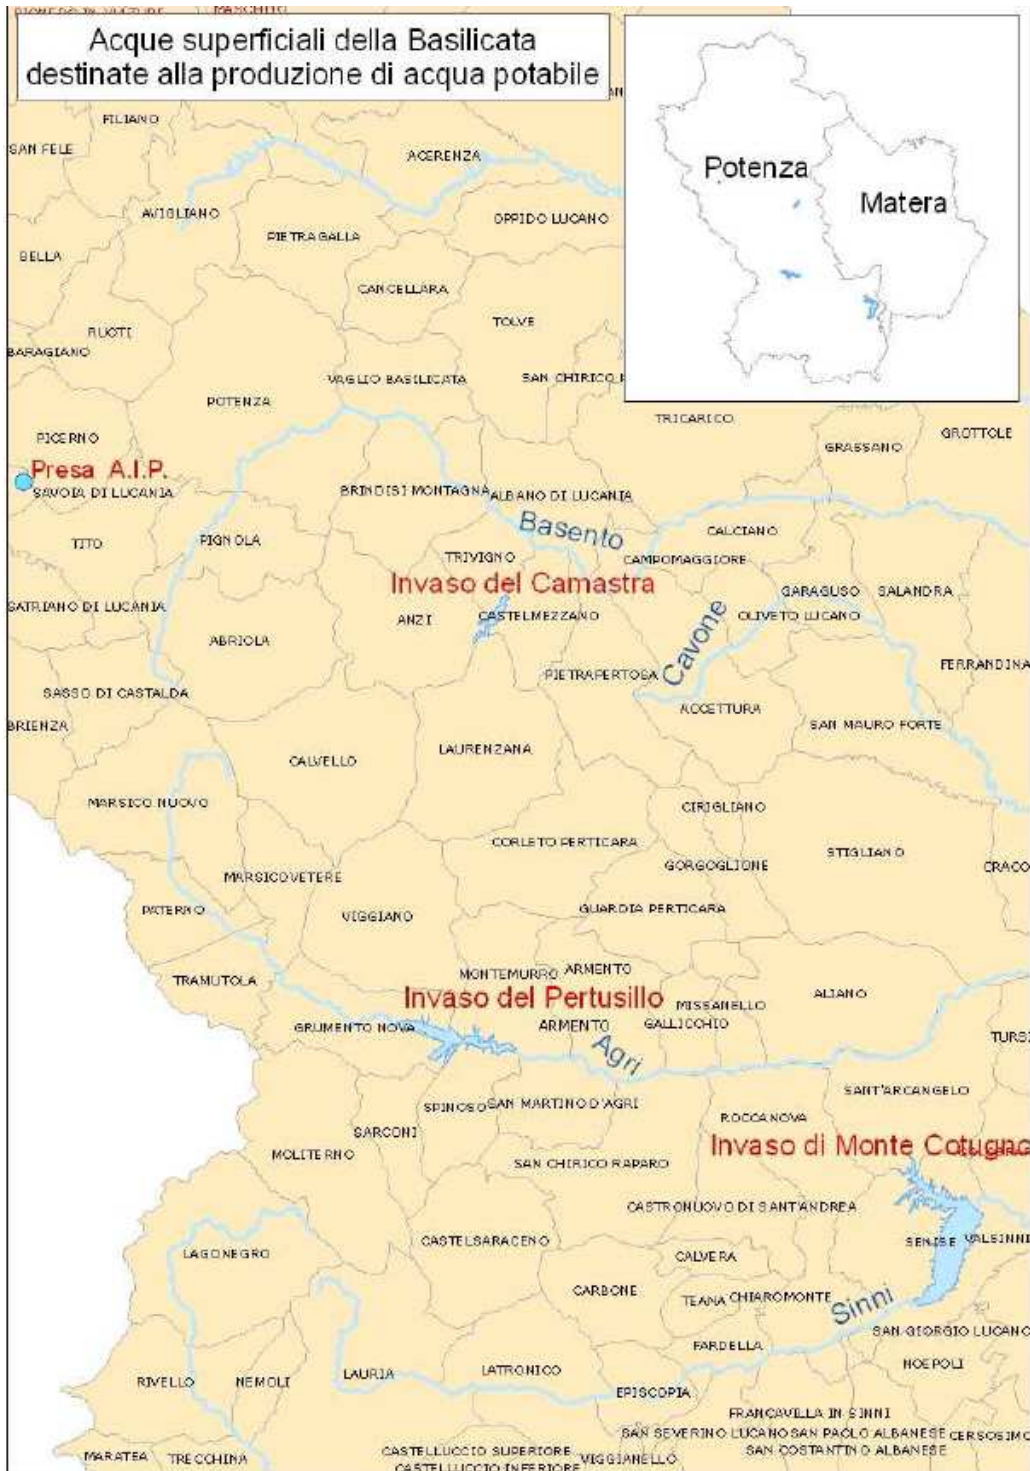 MASCHITO
Acque superficiali della Basilicata
destinate alla produzione di acqua potabile
Potenza
Matera
FILIANO
SAN FELE
ACERENZA
AVIGLIANO
OPPIDO LUCANO
PIETRAGALLA
BELLA
CANCELLARA
TOLVE
RUOTI
BARAGIANO
VAGLIO BASILICATA
SAN CHIRICO
POTENZA
TRICARICO
GROTTOLE
PICERNO
GRASSANO
Presa A.I.P.
SAVOIA DI LUCANIA
BRINDISI MONTAGNA
ALBANO DI LUCANIA
Basento
CALCIANO
TITO
PIGNOLA
TRIVIGNO
CAMPOMAGGIORE
Invaso del Camastra
GARAGUSO
SALANDRA
SATRIANO DI LUCANIA
ANZI
CASTELMEZZANO
OLIVETO LUCANO
Cavone
ABRIOLA
FERRANDINA
PIETRAPERTOSA
SASSO DI CASTALDA
ACCETTURA
BRIENZA
SAN MAURO FORTE
LAURENZANA
CALVELLO
MARSICO NUOVO
CIRIGLIANO
CORLETO PERTICARA
STIGLIANO
GORGOGLIONE
CRACO
MARSICOVETERE
PATERNO
VIGGIANO
GUARDIA PERTICARA
TRAMUTOLA
MONTEMURRO
ARMENTO
Invaso del Pertusillo
MISSANELLO
ALIANO
GRUMENTO NOVA
ARMENTO
GALLICCHIO
TURSI
Agri
SANT'ARCANGELO
SPINOSO
SAN MARTINO D'AGRI
ROCCANOVA
SARCONI
Invaso di Monte Cotugno
MOLITERNO
SAN CHIRICO RAPARO
CASTRONUOVO DI SANT'ANDREA
LAGONEGRO
CASTELSARACENO
SENISE
VALSINNI
CALVERA
CARBONE
TEANA
CHIAROMONTE
Sinni
SAN GIORGIO LUCANO
FARDELLA
NOEPOLI
RIVELLO
NEMOLI
LAURIA
LATRONICO
EPISCOPIA
FRANCAVILLA IN SINNI
SAN SEVERINO LUCANO
SAN PAOLO ALBANESE
CERSOSIMO
MARATEA
TRECCHINA
CASTELLUCCIO SUPERIORE
VIGGIANELLO
SAN COSTANTINO ALBANESE
CASTELLUCCIO INFERIORE